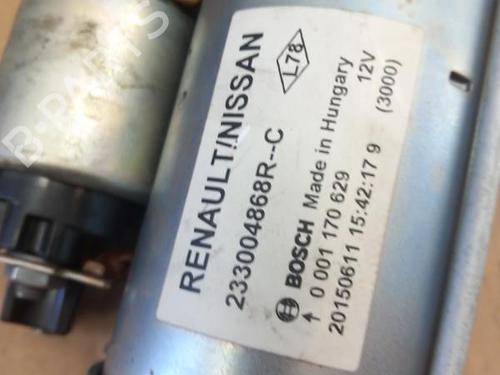 RENAULT/NISSAN
L78
233004868R--C
BOSCH Made in Hungary 12V
0 001 170 629 (3000)
20150611 15:42:17 9
B-PARTS